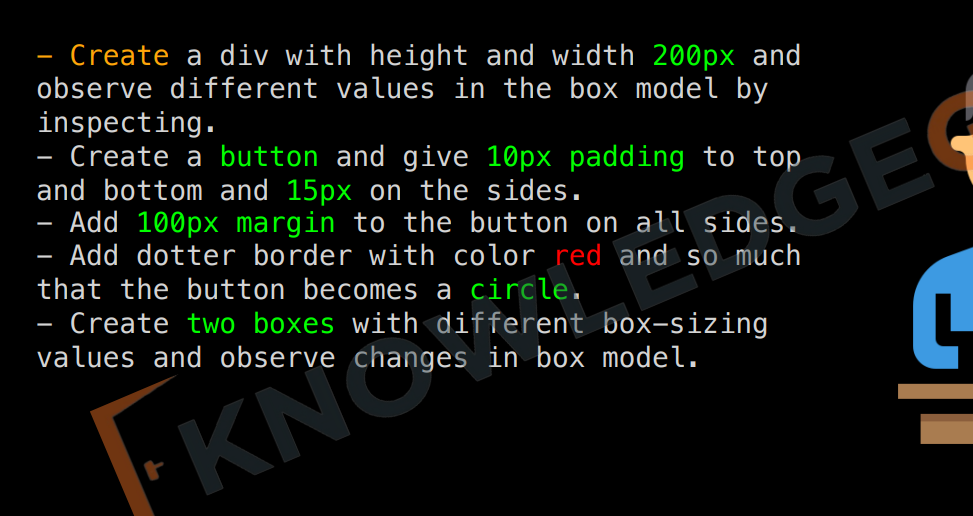 – Create a div with height and width 200px and
observe different values in the box model by
inspecting.
– Create a button and give 10px padding to top
and bottom and 15px on the sides.
– Add 100px margin to the button on all sides.
– Add dotter border with color red and so much
that the button becomes a circle.
– Create two boxes with different box-sizing
values and observe changes in box model.
KNOWLEDGE